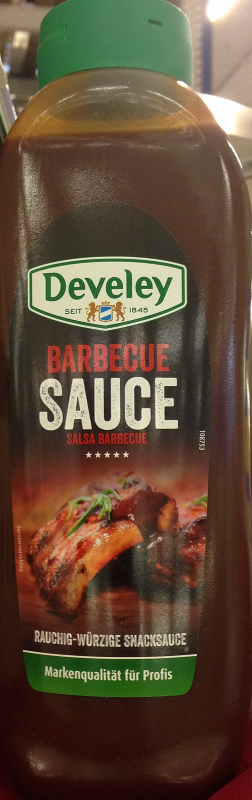 Develey
SEIT 1845
BARBECUE
SAUCE
SALSA BARBECUE
RAUCHIG-WÜRZIGE SNACKSAUCE
Markenqualität für Profis
108753